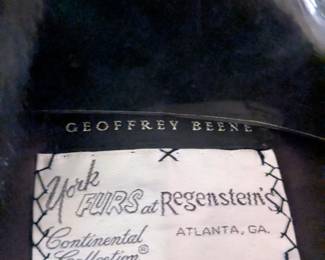 GEOFFREY BEENE
York
FURS at Regenstein's
Continental ATLANTA, GA.
Collection®